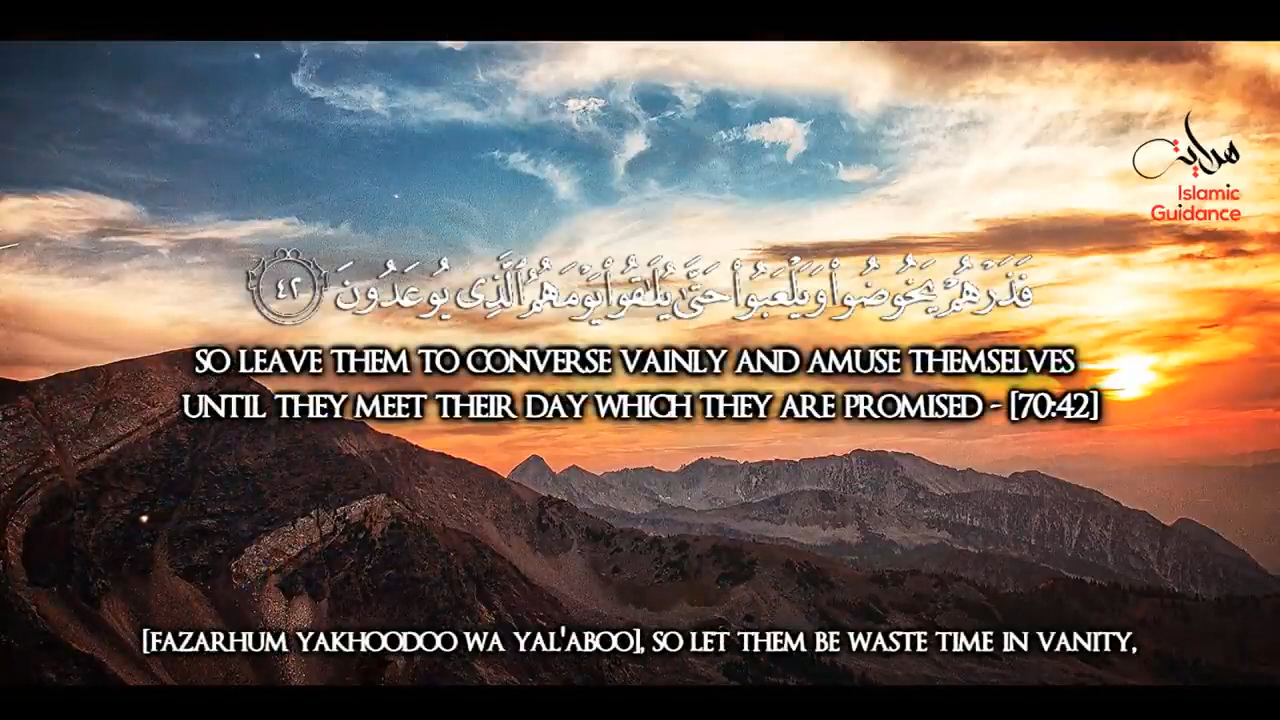 هداية
Islamic
Guidance
فَذَرْهُمْ يَخُوضُوا۟ وَيَلْعَبُوا۟ حَتَّىٰ يُلَـٰقُوا۟ يَوْمَهُمُ ٱلَّذِى يُوعَدُونَ ٤٢
SO LEAVE THEM TO CONVERSE VAINLY AND AMUSE THEMSELVES
UNTIL THEY MEET THEIR DAY WHICH THEY ARE PROMISED - [70:42]
[FAZARHUM YAKHOODOO WA YAL'ABOO], SO LET THEM BE WASTE TIME IN VANITY,